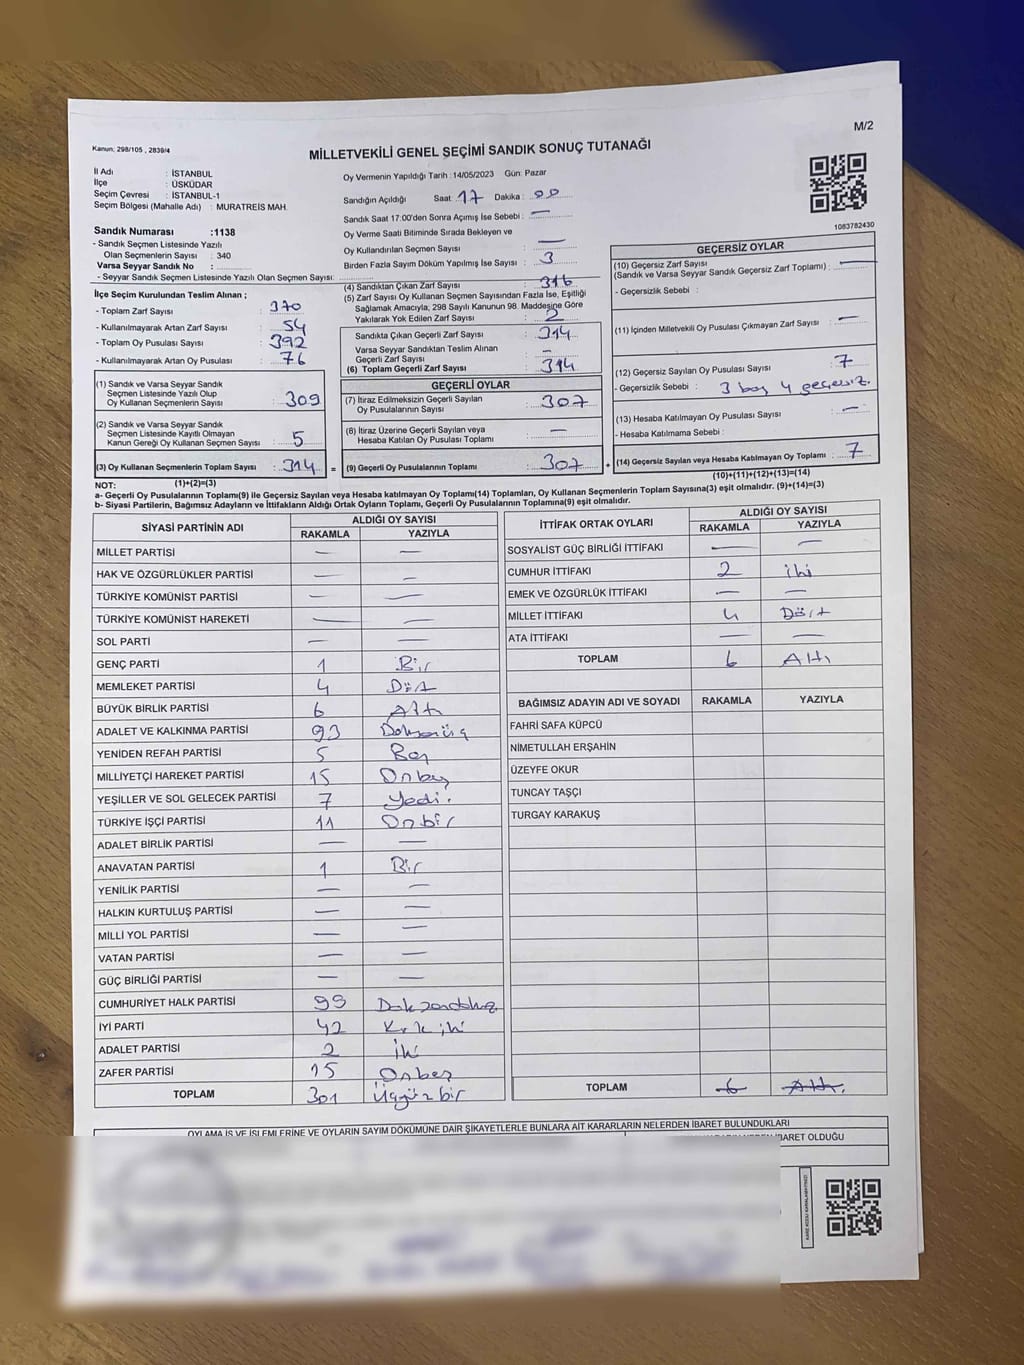 M/2
Kanun; 298/105 , 2839/4
MİLLETVEKİLİ GENEL SEÇİMİ SANDIK SONUÇ TUTANAĞI
İl Adı : İSTANBUL
İlçe : ÜSKÜDAR
Seçim Çevresi : İSTANBUL-1
Seçim Bölgesi (Mahalle Adı) : MURATREİS MAH.
Sandık Numarası :1138
- Sandık Seçmen Listesinde Yazılı
Olan Seçmenlerin Sayısı : 340
Varsa Seyyar Sandık No :
- Seyyar Sandık Seçmen Listesinde Yazılı Olan Seçmen Sayısı:
Oy Vermenin Yapıldığı Tarih :14/05/2023 Gün: Pazar
Sandığın Açıldığı Saat: 17 Dakika : 00
Sandık Saat 17:00'den Sonra Açımış İse Sebebi : —
Oy Verme Saati Bitiminde Sırada Bekleyen ve
Oy Kullandırılan Seçmen Sayısı —
Birden Fazla Sayım Döküm Yapılmış İse Sayısı : 3
1083782430
İlçe Seçim Kurulundan Teslim Alınan ;
- Toplam Zarf Sayısı : 370
- Kullanılmayarak Artan Zarf Sayısı : 54
- Toplam Oy Pusulası Sayısı : 392
- Kullanılmayarak Artan Oy Pusulası : 76
(1) Sandık ve Varsa Seyyar Sandık
Seçmen Listesinde Yazılı Olup
Oy Kullanan Seçmenlerin Sayısı : 309
(2) Sandık ve Varsa Seyyar Sandık
Seçmen Listesinde Kayıtlı Olmayan
Kanun Gereği Oy Kullanan Seçmen Sayısı : 5
(3) Oy Kullanan Seçmenlerin Toplam Sayısı : 314 =
(4) Sandıktan Çıkan Zarf Sayısı : 316
(5) Zarf Sayısı Oy Kullanan Seçmen Sayısından Fazla İse, Eşitliği
Sağlamak Amacıyla; 298 Sayılı Kanunun 98. Maddesine Göre
Yakılarak Yok Edilen Zarf Sayısı : 2
Sandıkta Çıkan Geçerli Zarf Sayısı : 314
Varsa Seyyar Sandıktan Teslim Alınan
Geçerli Zarf Sayısı : —
(6) Toplam Geçerli Zarf Sayısı : 314
GEÇERLİ OYLAR
(7) İtiraz Edilmeksizin Geçerli Sayılan
Oy Pusulasının Sayısı : 307
(8) İtiraz Üzerine Geçerli Sayılan veya
Hesaba Katılan Oy Pusulası Toplamı : —
(9) Geçerli Oy Pusulalarının Toplamı : 307 +
GEÇERSİZ OYLAR
(10) Geçersiz Zarf Sayısı
(Sandık ve Varsa Seyyar Sandık Geçersiz Zarf Toplamı) : —
- Geçersizlik Sebebi :
(11) İçinden Milletvekili Oy Pusulası Çıkmayan Zarf Sayısı : —
(12) Geçersiz Sayılan Oy Pusulası Sayısı : 7
- Geçersizlik Sebebi : 3 boş 4 geçersiz.
(13) Hesaba Katılmayan Oy Pusulası Sayısı : —
- Hesaba Katılmama Sebebi :
(14) Geçersiz Sayılan veya Hesaba Katılmayan Oy Toplamı : 7
NOT: (1)+(2)=(3)
(10)+(11)+(12)+(13)=(14)
a- Geçerli Oy Pusulalarının Toplamı(9) ile Geçersiz Sayılan veya Hesaba katılmayan Oy Toplamı(14) Toplamları, Oy Kullanan Seçmenlerin Toplam Sayısına(3) eşit olmalıdır. (9)+(14)=(3)
b- Siyasi Partilerin, Bağımsız Adayların ve İttifakların Aldığı Ortak Oyların Toplamı, Geçerli Oy Pusulalarının Toplamına(9) eşit olmalıdır.
SİYASİ PARTİNİN ADI ALDIĞI OY SAYISI
RAKAMLA YAZIYLA
MİLLET PARTİSİ — —
HAK VE ÖZGÜRLÜKLER PARTİSİ — —
TÜRKİYE KOMÜNİST PARTİSİ — —
TÜRKİYE KOMÜNİST HAREKETİ — —
SOL PARTİ — —
GENÇ PARTİ 1 Bir
MEMLEKET PARTİSİ 4 Dört
BÜYÜK BİRLİK PARTİSİ 6 Altı
ADALET VE KALKINMA PARTİSİ 93 Doksanüç
YENİDEN REFAH PARTİSİ 5 Beş
MİLLİYETÇİ HAREKET PARTİSİ 15 Onbeş
YEŞİLLER VE SOL GELECEK PARTİSİ 7 Yedi.
TÜRKİYE İŞÇİ PARTİSİ 11 Onbir
ADALET BİRLİK PARTİSİ — —
ANAVATAN PARTİSİ 1 Bir
YENİLİK PARTİSİ — —
HALKIN KURTULUŞ PARTİSİ — —
MİLLİ YOL PARTİSİ — —
VATAN PARTİSİ — —
GÜÇ BİRLİĞİ PARTİSİ — —
CUMHURİYET HALK PARTİSİ 99 Doksandokuz
İYİ PARTİ 42 Kırk iki
ADALET PARTİSİ 2 İki
ZAFER PARTİSİ 15 Onbeş
TOPLAM 301 Üçyüz bir
İTTİFAK ORTAK OYLARI ALDIĞI OY SAYISI
RAKAMLA YAZIYLA
SOSYALİST GÜÇ BİRLİĞİ İTTİFAKI — —
CUMHUR İTTİFAKI 2 iki
EMEK VE ÖZGÜRLÜK İTTİFAKI — —
MİLLET İTTİFAKI 4 Dört
ATA İTTİFAKI — —
TOPLAM 6 Altı
BAĞIMSIZ ADAYIN ADI VE SOYADI RAKAMLA YAZIYLA
FAHRİ SAFA KÜPCÜ
NİMETULLAH ERŞAHİN
ÜZEYFE OKUR
TUNCAY TAŞÇI
TURGAY KARAKUŞ
TOPLAM 6 Altı.
OYLAMA İŞ VE İŞLEMLERİNE VE OYLARIN SAYIM DÖKÜMÜNE DAİR ŞİKAYETLERLE BUNLARA AİT KARARLARIN NELERDEN İBARET BULUNDUKLARI
İBARET OLDUĞU